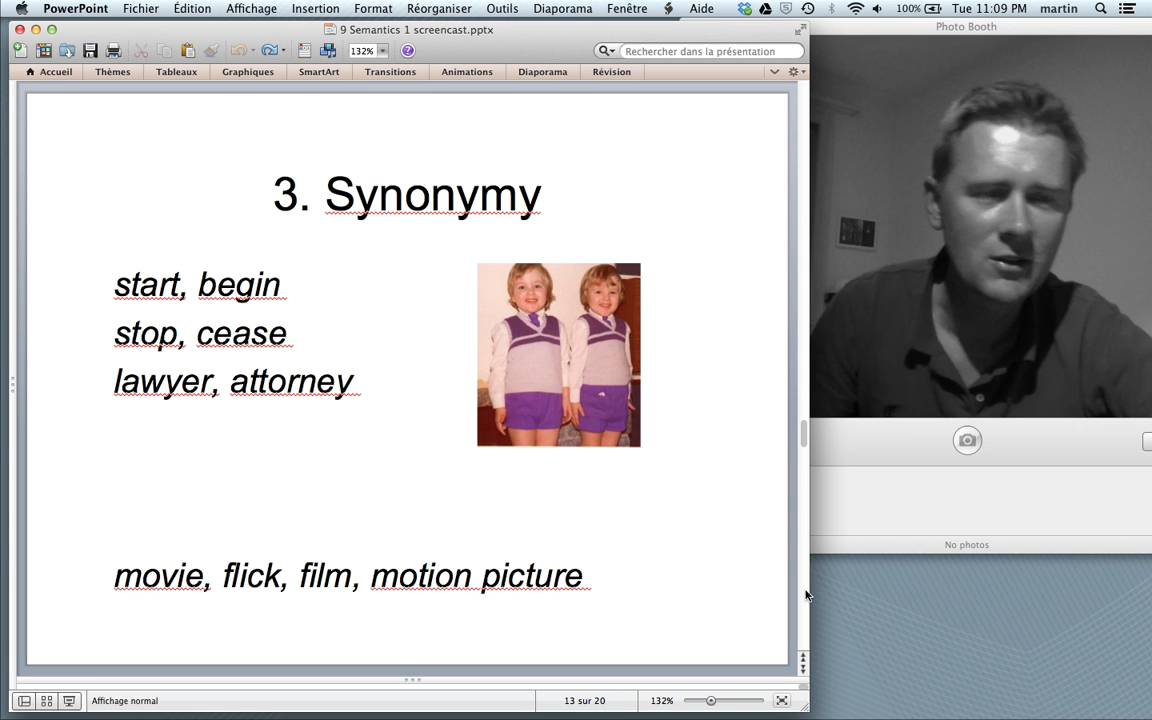 PowerPoint Fichier Édition Affichage Insertion Format Réorganiser Outils Diaporama Fenêtre Aide 100% Tue 11:09 PM martin
9 Semantics 1 screencast.pptx
Photo Booth
132% Rechercher dans la présentation
Accueil Thèmes Tableaux Graphiques SmartArt Transitions Animations Diaporama Révision
3. Synonymy
start, begin
stop, cease
lawyer, attorney
movie, flick, film, motion picture
No photos
Affichage normal 13 sur 20 132%